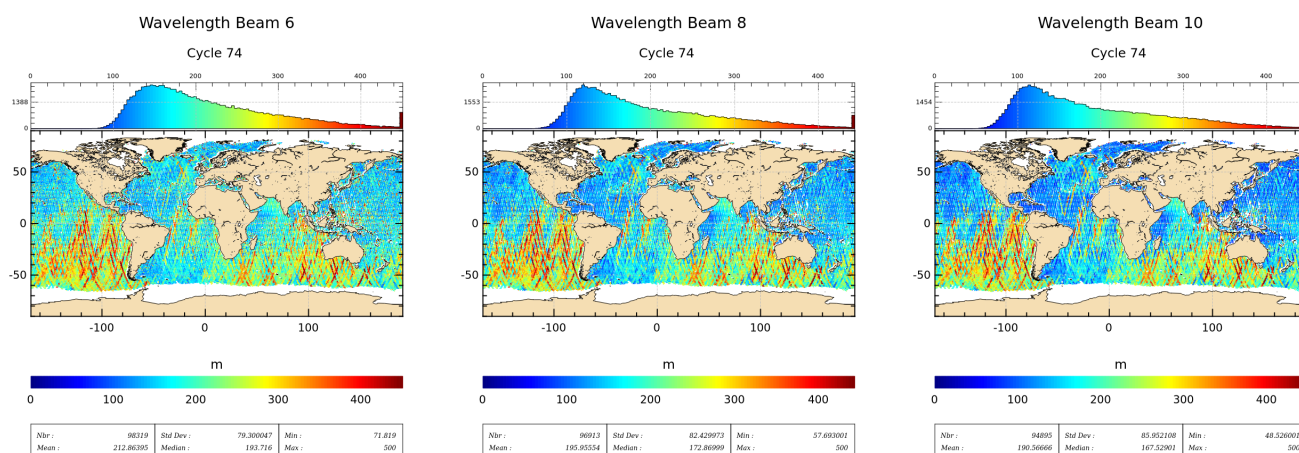 Wavelength Beam 6
Cycle 74
0 100 200 300 400
1388
0
50
0
-50
-100 0 100
m
0 100 200 300 400
Nbr : 98319 Std Dev : 79.300047 Min : 71.819
Mean : 212.86395 Median : 193.716 Max : 500
Wavelength Beam 8
Cycle 74
0 100 200 300 400
1553
0
50
0
-50
-100 0 100
m
0 100 200 300 400
Nbr : 96913 Std Dev : 82.429973 Min : 57.693001
Mean : 195.95554 Median : 172.86999 Max : 500
Wavelength Beam 10
Cycle 74
0 100 200 300 400
1454
0
50
0
-50
-100 0 100
m
0 100 200 300 400
Nbr : 94895 Std Dev : 85.952108 Min : 48.526001
Mean : 190.56666 Median : 167.52901 Max : 500